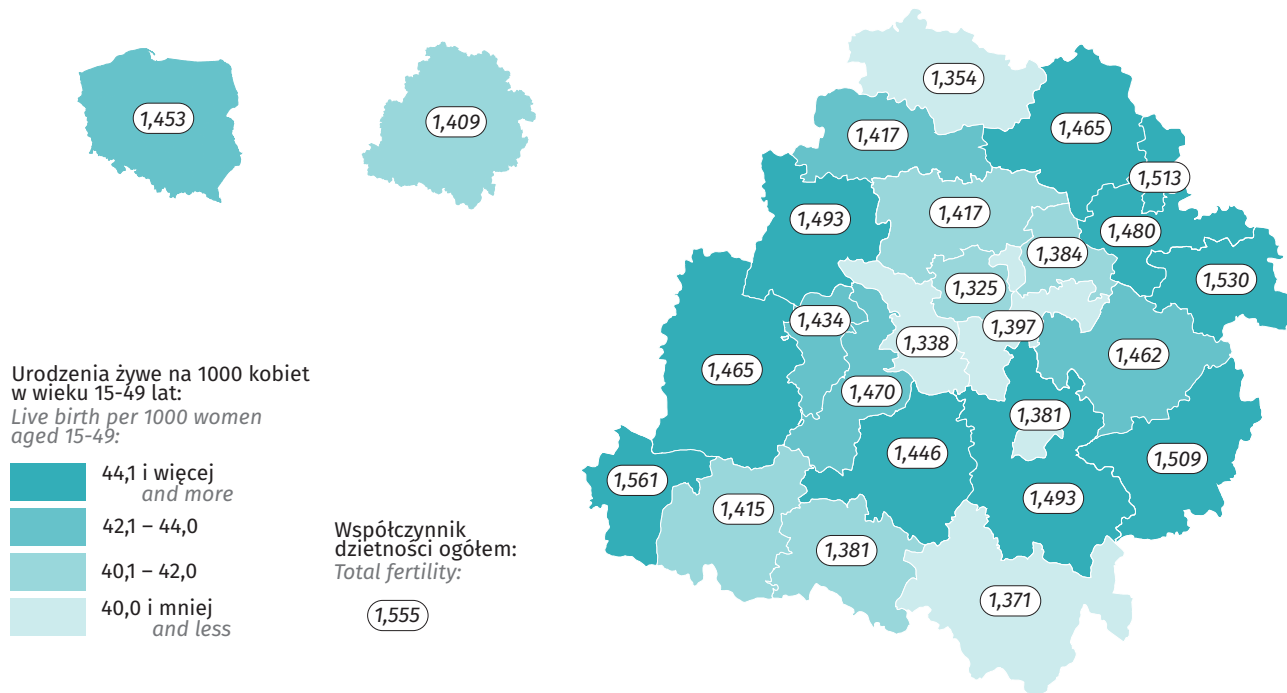 1,453
1,409
1,354
1,417
1,465
1,513
1,493
1,417
1,480
1,384
1,530
1,325
1,434
1,397
1,338
1,462
1,465
1,470
1,381
1,446
1,509
1,561
1,493
1,415
1,381
1,371
Urodzenia żywe na 1000 kobiet
w wieku 15-49 lat:
Live birth per 1000 women
aged 15-49:
44,1 i więcej
and more
42,1 – 44,0
40,1 – 42,0
40,0 i mniej
and less
Współczynnik
dzietności ogółem:
Total fertility:
1,555